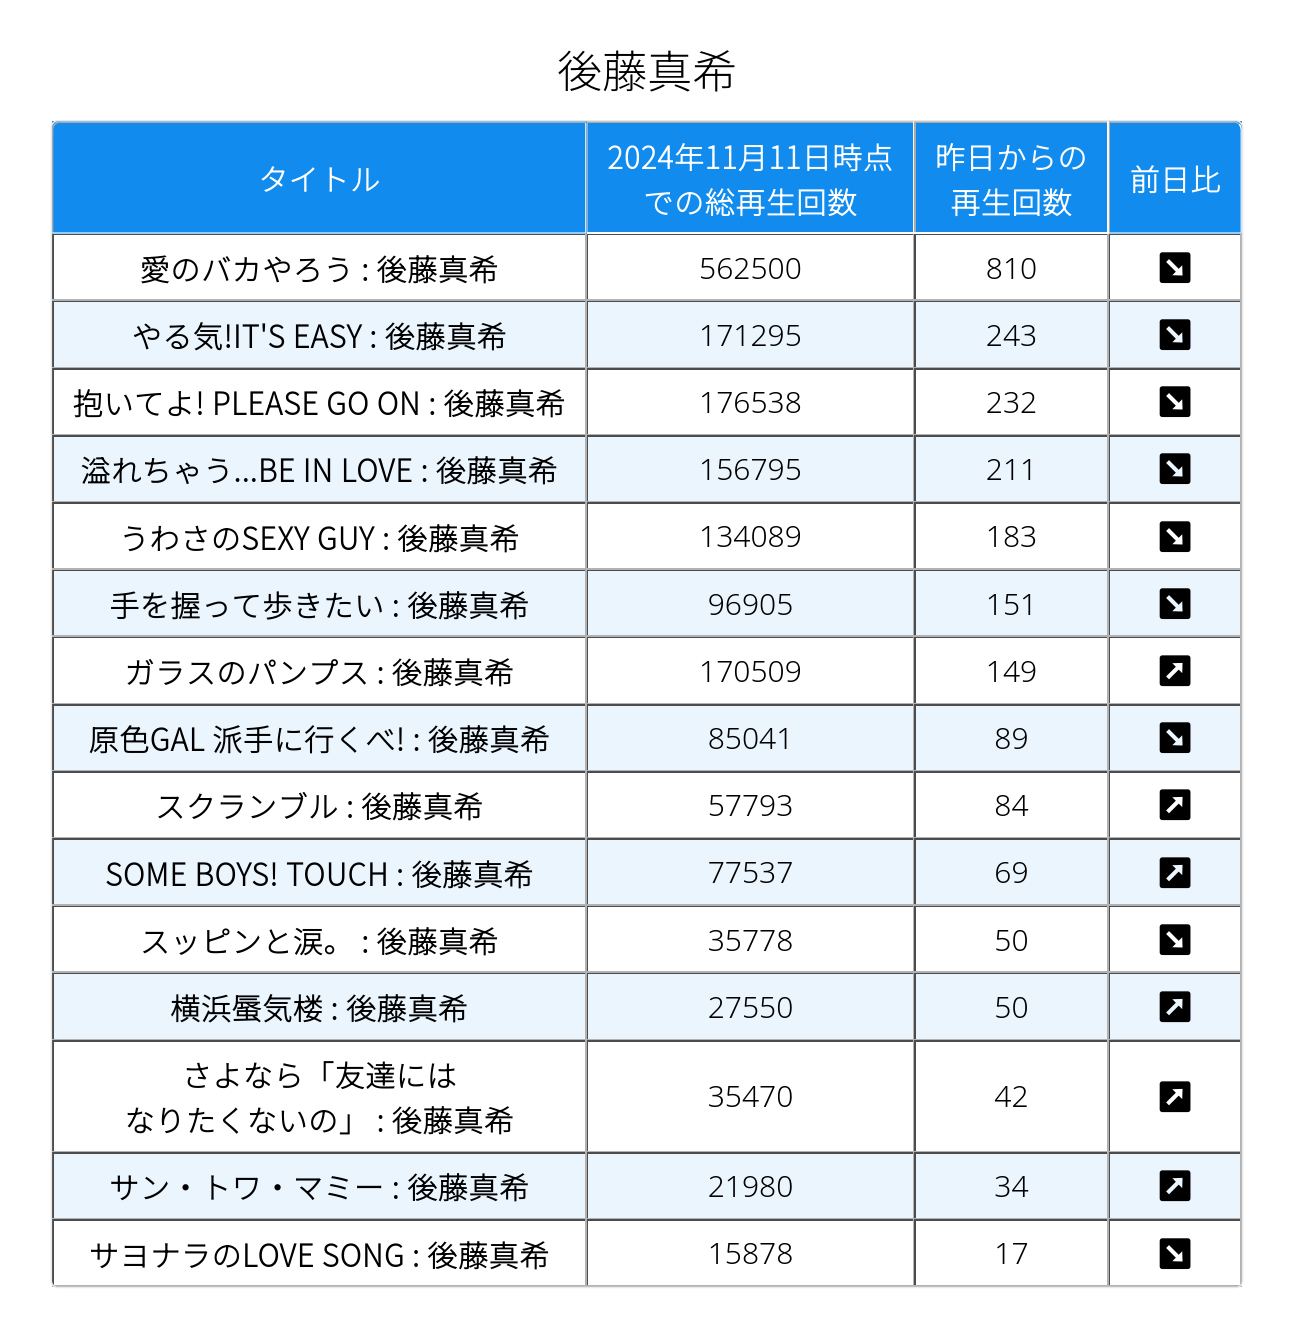 後藤真希
タイトル
2024年11月11日時点
での総再生回数
昨日からの
再生回数
前日比
愛のバカやろう : 後藤真希 562500 810
やる気!IT'S EASY : 後藤真希 171295 243
抱いてよ! PLEASE GO ON : 後藤真希 176538 232
溢れちゃう...BE IN LOVE : 後藤真希 156795 211
うわさのSEXY GUY : 後藤真希 134089 183
手を握って歩きたい : 後藤真希 96905 151
ガラスのパンプス : 後藤真希 170509 149
原色GAL 派手に行くべ! : 後藤真希 85041 89
スクランブル : 後藤真希 57793 84
SOME BOYS! TOUCH : 後藤真希 77537 69
スッピンと涙。 : 後藤真希 35778 50
横浜蜃気楼 : 後藤真希 27550 50
さよなら「友達には
なりたくないの」 : 後藤真希 35470 42
サン・トワ・マミー : 後藤真希 21980 34
サヨナラのLOVE SONG : 後藤真希 15878 17